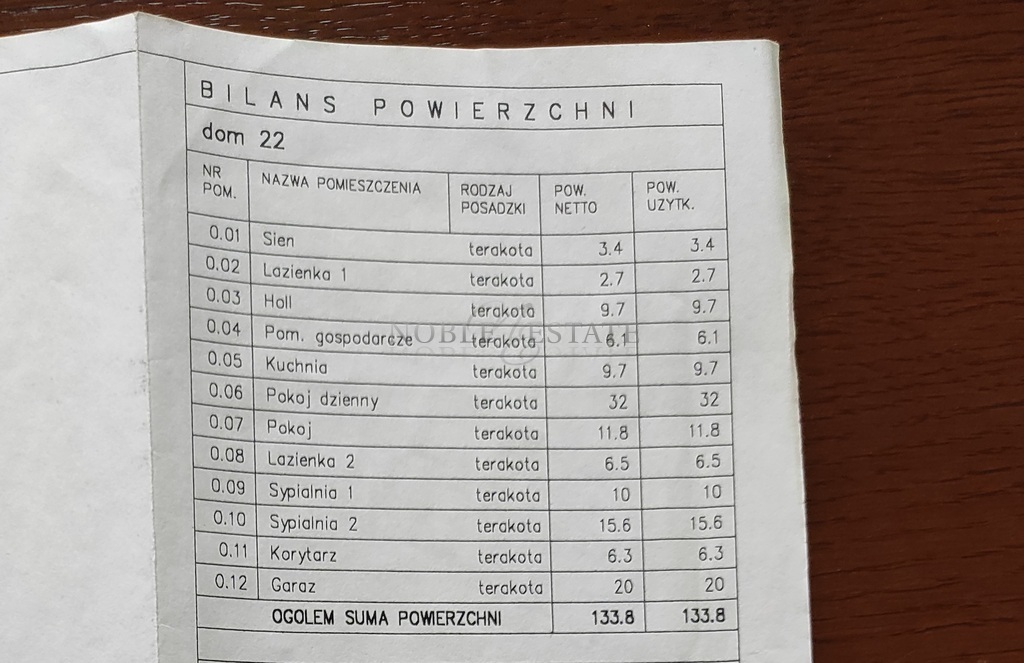 BILANS POWIERZCHNI
dom 22
NR POM. NAZWA POMIESZCZENIA RODZAJ POSADZKI POW. NETTO POW. UZYTK.
0.01 Sien terakota 3.4 3.4
0.02 Lazienka 1 terakota 2.7 2.7
0.03 Holl terakota 9.7 9.7
0.04 Pom. gospodarcze terakota 6.1 6.1
NOBLE ESTATE
0.05 Kuchnia terakota 9.7 9.7
0.06 Pokoj dzienny terakota 32 32
0.07 Pokoj terakota 11.8 11.8
0.08 Lazienka 2 terakota 6.5 6.5
0.09 Sypialnia 1 terakota 10 10
0.10 Sypialnia 2 terakota 15.6 15.6
0.11 Korytarz terakota 6.3 6.3
0.12 Garaz terakota 20 20
OGOLEM SUMA POWIERZCHNI 133.8 133.8